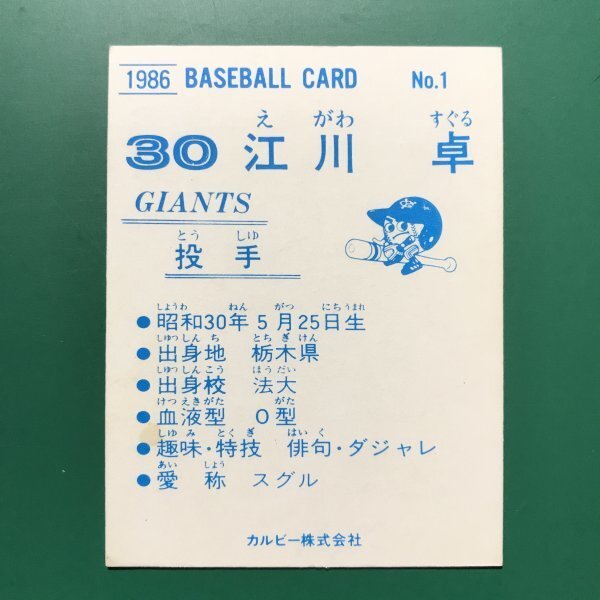 1986 BASEBALL CARD No.1
え がわ すぐる
30 江川 卓
GIANTS
とう しゅ
投手
しょうわ ねん がつ にちうまれ
●昭和30年5月25日生
しゅつしんち とちぎけん
●出身地 栃木県
しゅつしんこう ほうだい
●出身校 法大
けつえきがた がた
●血液型 O型
しゅみ とくぎ はいく
●趣味・特技 俳句・ダジャレ
あい しょう
●愛称 スグル
カルビー株式会社